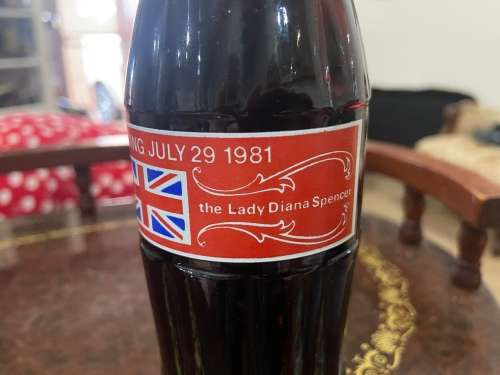 JULY 29 1981
the Lady Diana Spencer